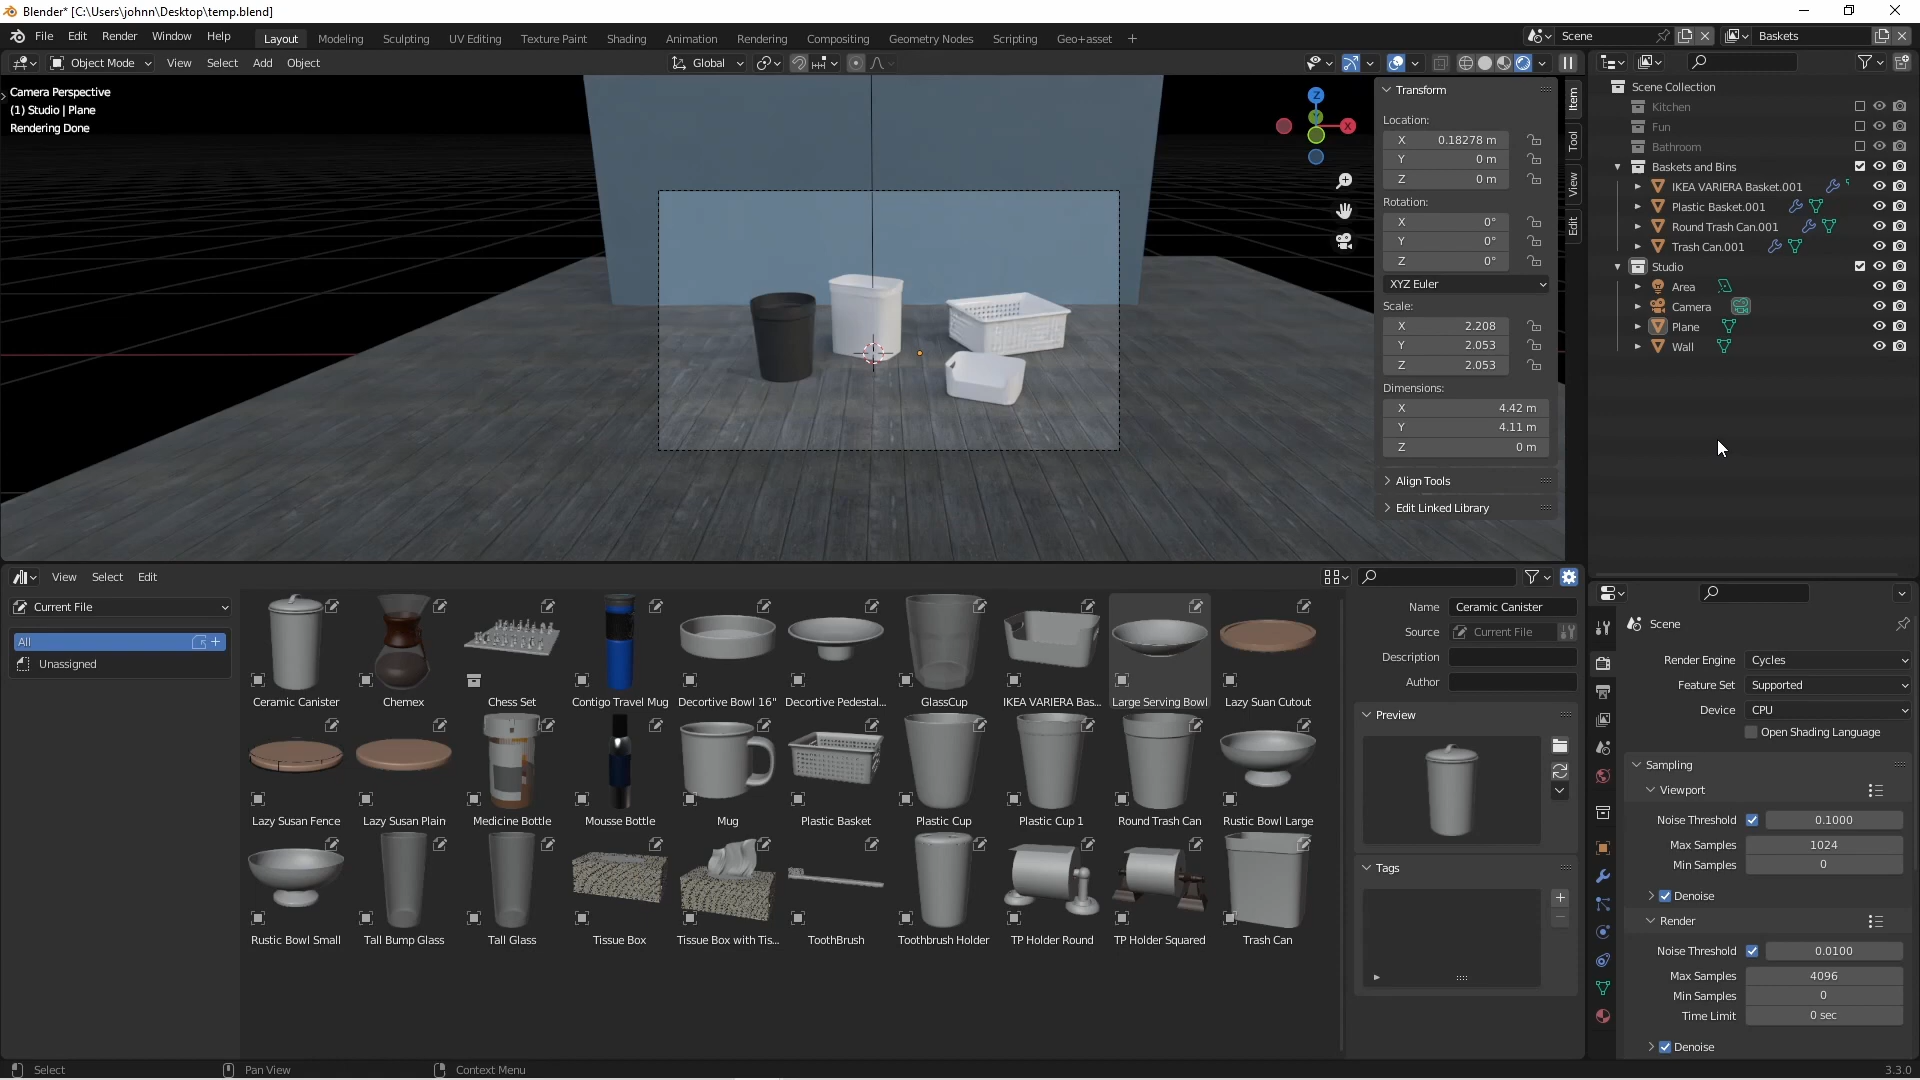 Blender* [C:\Users\johnn\Desktop\temp.blend]
File Edit Render Window Help Layout Modeling Sculpting UV Editing Texture Paint Shading Animation Rendering Compositing Geometry Nodes Scripting Geo+asset + Scene Baskets
Object Mode View Select Add Object Global
Camera Perspective
(1) Studio | Plane
Rendering Done
Z
Y
X
Transform
Location:
X 0.18278 m
Y 0 m
Z 0 m
Rotation:
X 0°
Y 0°
Z 0°
XYZ Euler
Scale:
X 2.208
Y 2.053
Z 2.053
Dimensions:
X 4.42 m
Y 4.11 m
Z 0 m
Align Tools
Edit Linked Library
Item
Tool
View
Edit
Scene Collection
Kitchen
Fun
Bathroom
Baskets and Bins
IKEA VARIERA Basket.001
Plastic Basket.001
Round Trash Can.001
Trash Can.001
Studio
Area
Camera
Plane
Wall
View Select Edit
Current File
All
Unassigned
Ceramic Canister Chemex Chess Set Contigo Travel Mug Decortive Bowl 16" Decortive Pedestal... GlassCup IKEA VARIERA Bas... Large Serving Bowl Lazy Suan Cutout
Lazy Susan Fence Lazy Susan Plain Medicine Bottle Mousse Bottle Mug Plastic Basket Plastic Cup Plastic Cup 1 Round Trash Can Rustic Bowl Large
Rustic Bowl Small Tall Bump Glass Tall Glass Tissue Box Tissue Box with Tis... ToothBrush Toothbrush Holder TP Holder Round TP Holder Squared Trash Can
Name Ceramic Canister
Source Current File
Description
Author
Preview
Tags
Scene
Render Engine Cycles
Feature Set Supported
Device CPU
Open Shading Language
Sampling
Viewport
Noise Threshold 0.1000
Max Samples 1024
Min Samples 0
Denoise
Render
Noise Threshold 0.0100
Max Samples 4096
Min Samples 0
Time Limit 0 sec
Denoise
Select Pan View Context Menu 3.3.0